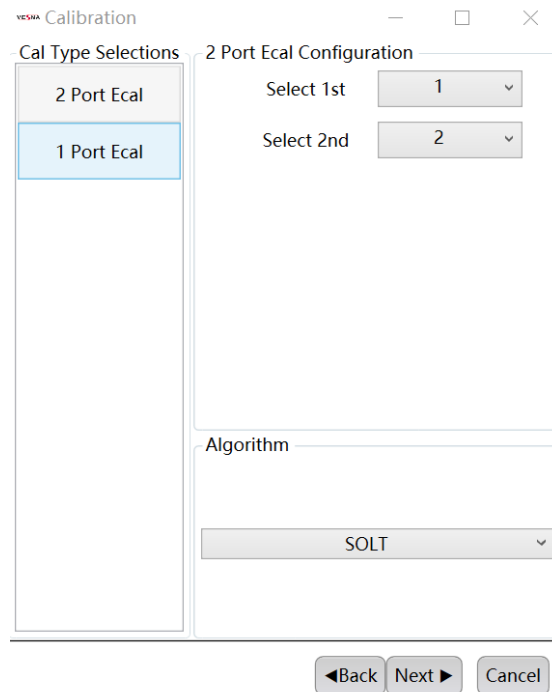 VESNA Calibration
Cal Type Selections
2 Port Ecal
1 Port Ecal
2 Port Ecal Configuration
Select 1st 1
Select 2nd 2
Algorithm
SOLT
◀Back Next ▶ Cancel